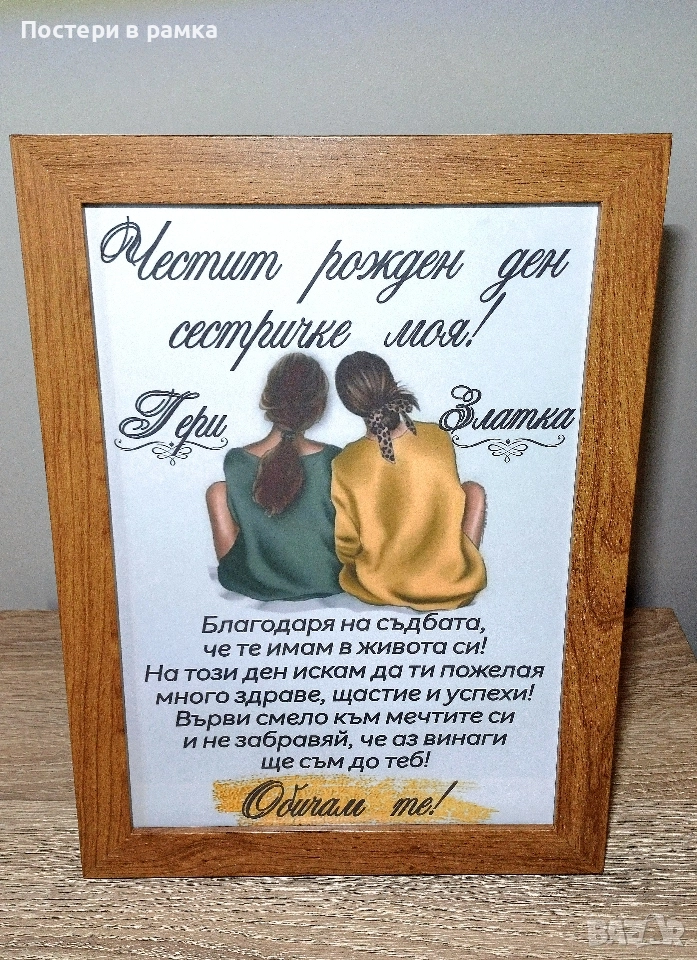 Постери в рамка
Честит рожден ден
сестричке моя!
Гери
Златка
Благодаря на съдбата,
че те имам в живота си!
На този ден искам да ти пожелая
много здраве, щастие и успехи!
Върви смело към мечтите си
и не забравяй, че аз винаги
ще съм до теб!
Обичам те!
BAZAR